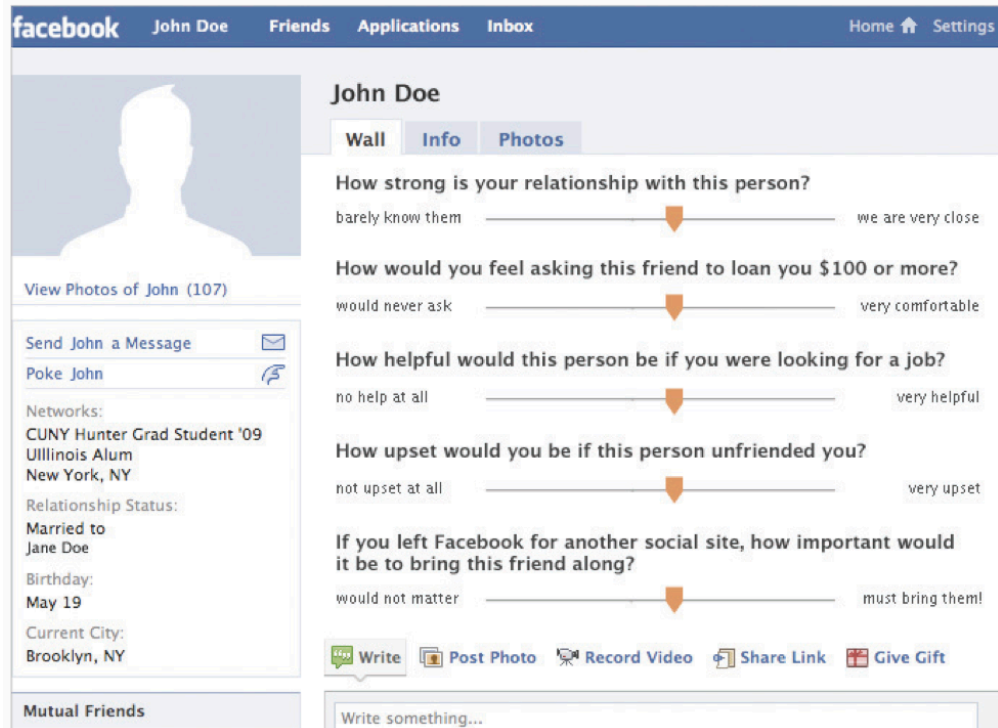 facebook John Doe Friends Applications Inbox Home Settings
John Doe
Wall Info Photos
How strong is your relationship with this person?
barely know them we are very close
How would you feel asking this friend to loan you $100 or more?
would never ask very comfortable
How helpful would this person be if you were looking for a job?
no help at all very helpful
How upset would you be if this person unfriended you?
not upset at all very upset
If you left Facebook for another social site, how important would
it be to bring this friend along?
would not matter must bring them!
Write Post Photo Record Video Share Link Give Gift
Write something...
View Photos of John (107)
Send John a Message
Poke John
Networks:
CUNY Hunter Grad Student '09
UIllinois Alum
New York, NY
Relationship Status:
Married to
Jane Doe
Birthday:
May 19
Current City:
Brooklyn, NY
Mutual Friends